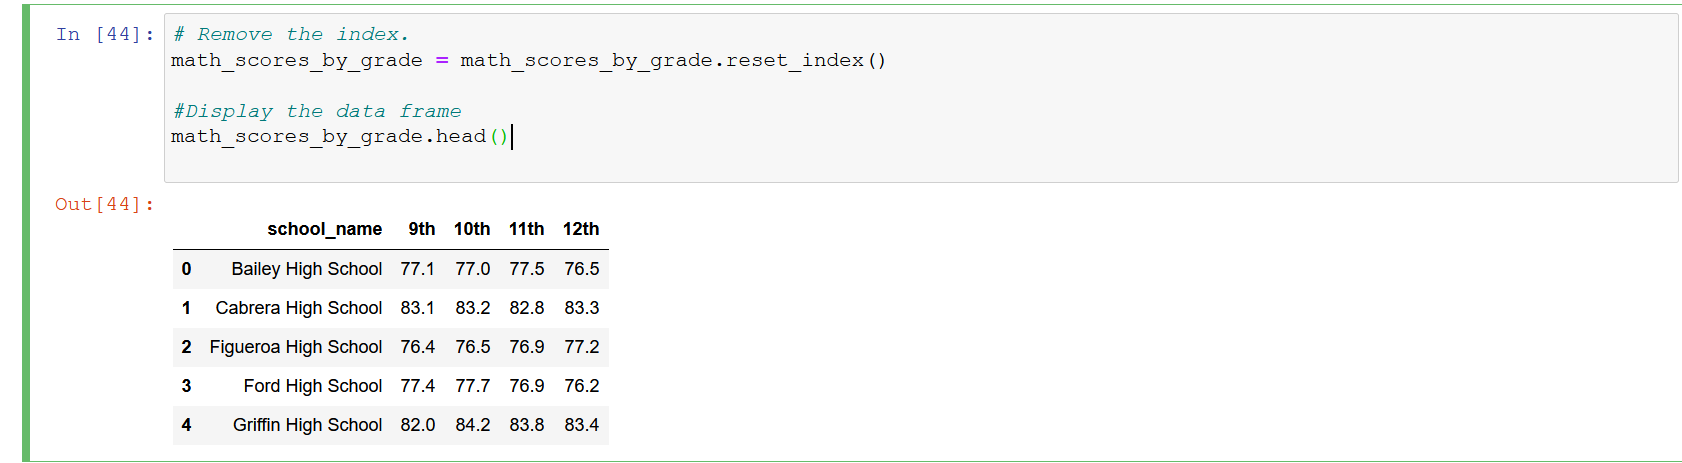 In [44]: # Remove the index.
math_scores_by_grade = math_scores_by_grade.reset_index()
#Display the data frame
math_scores_by_grade.head()
Out[44]:
school_name 9th 10th 11th 12th
0 Bailey High School 77.1 77.0 77.5 76.5
1 Cabrera High School 83.1 83.2 82.8 83.3
2 Figueroa High School 76.4 76.5 76.9 77.2
3 Ford High School 77.4 77.7 76.9 76.2
4 Griffin High School 82.0 84.2 83.8 83.4